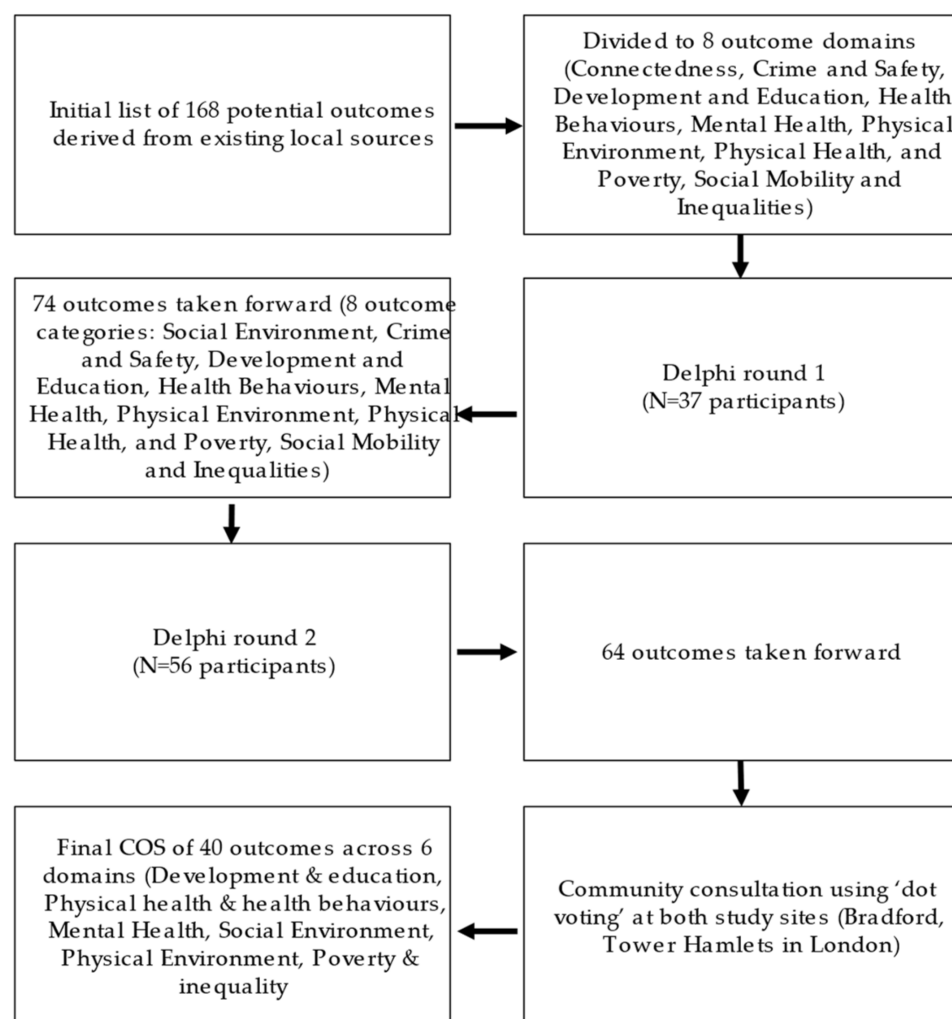 Initial list of 168 potential outcomes
derived from existing local sources
Divided to 8 outcome domains
(Connectedness, Crime and Safety,
Development and Education, Health
Behaviours, Mental Health, Physical
Environment, Physical Health, and
Poverty, Social Mobility and
Inequalities)
Delphi round 1
(N=37 participants)
74 outcomes taken forward (8 outcome
categories: Social Environment, Crime
and Safety, Development and
Education, Health Behaviours, Mental
Health, Physical Environment, Physical
Health, and Poverty, Social Mobility
and Inequalities)
Delphi round 2
(N=56 participants)
64 outcomes taken forward
Community consultation using ‘dot
voting’ at both study sites (Bradford,
Tower Hamlets in London)
Final COS of 40 outcomes across 6
domains (Development & education,
Physical health & health behaviours,
Mental Health, Social Environment,
Physical Environment, Poverty &
inequality